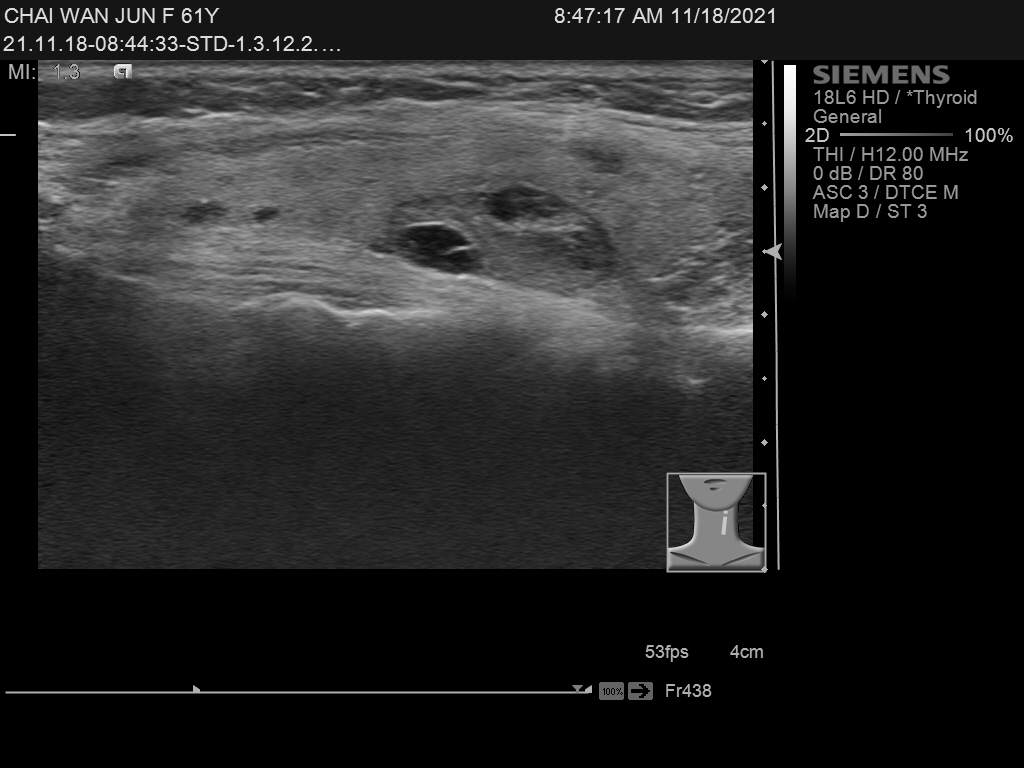 CHAI WAN JUN F 61Y
8:47:17 AM 11/18/2021
21.11.18-08:44:33-STD-1.3.12.2....
MI: 1.3
SIEMENS
18L6 HD / *Thyroid
General
2D 100%
THI / H12.00 MHz
0 dB / DR 80
ASC 3 / DTCE M
Map D / ST 3
53fps 4cm
100% Fr438